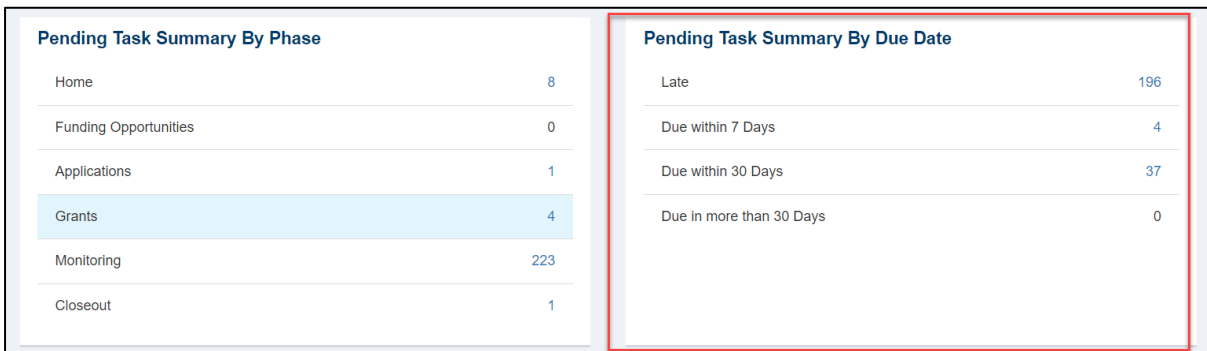 Pending Task Summary By Phase
Home 8
Funding Opportunities 0
Applications 1
Grants 4
Monitoring 223
Closeout 1
Pending Task Summary By Due Date
Late 196
Due within 7 Days 4
Due within 30 Days 37
Due in more than 30 Days 0